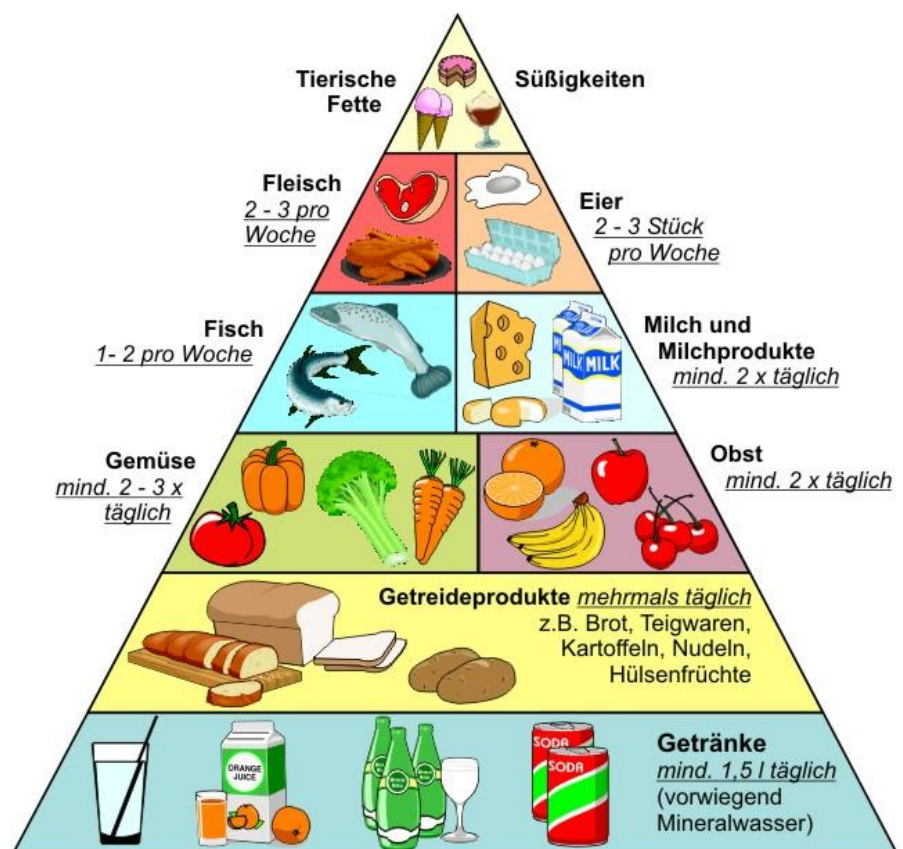 Tierische
Fette
Süßigkeiten
Fleisch
2 - 3 pro
Woche
Eier
2 - 3 Stück
pro Woche
Fisch
1- 2 pro Woche
Milch und
Milchprodukte
mind. 2 x täglich
MILK
MILK
Gemüse
mind. 2 - 3 x
täglich
Obst
mind. 2 x täglich
Getreideprodukte mehrmals täglich
z.B. Brot, Teigwaren,
Kartoffeln, Nudeln,
Hülsenfrüchte
ORANGE
JUICE
SODA
SODA
Getränke
mind. 1,5 l täglich
(vorwiegend
Mineralwasser)